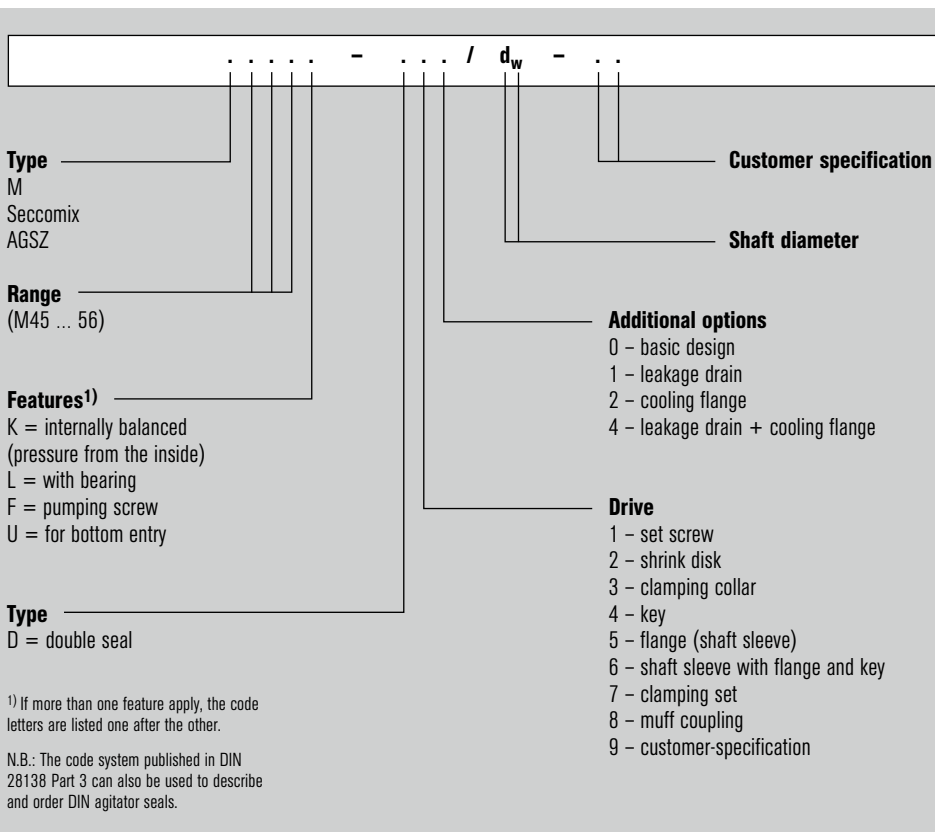 . . . . . – . . . / dw – . .
Type
M
Seccomix
AGSZ
Range
(M45 ... 56)
Features1)
K = internally balanced
(pressure from the inside)
L = with bearing
F = pumping screw
U = for bottom entry
Type
D = double seal
1) If more than one feature apply, the code
letters are listed one after the other.
N.B.: The code system published in DIN
28138 Part 3 can also be used to describe
and order DIN agitator seals.
Customer specification
Shaft diameter
Additional options
0 – basic design
1 – leakage drain
2 – cooling flange
4 – leakage drain + cooling flange
Drive
1 – set screw
2 – shrink disk
3 – clamping collar
4 – key
5 – flange (shaft sleeve)
6 – shaft sleeve with flange and key
7 – clamping set
8 – muff coupling
9 – customer-specification